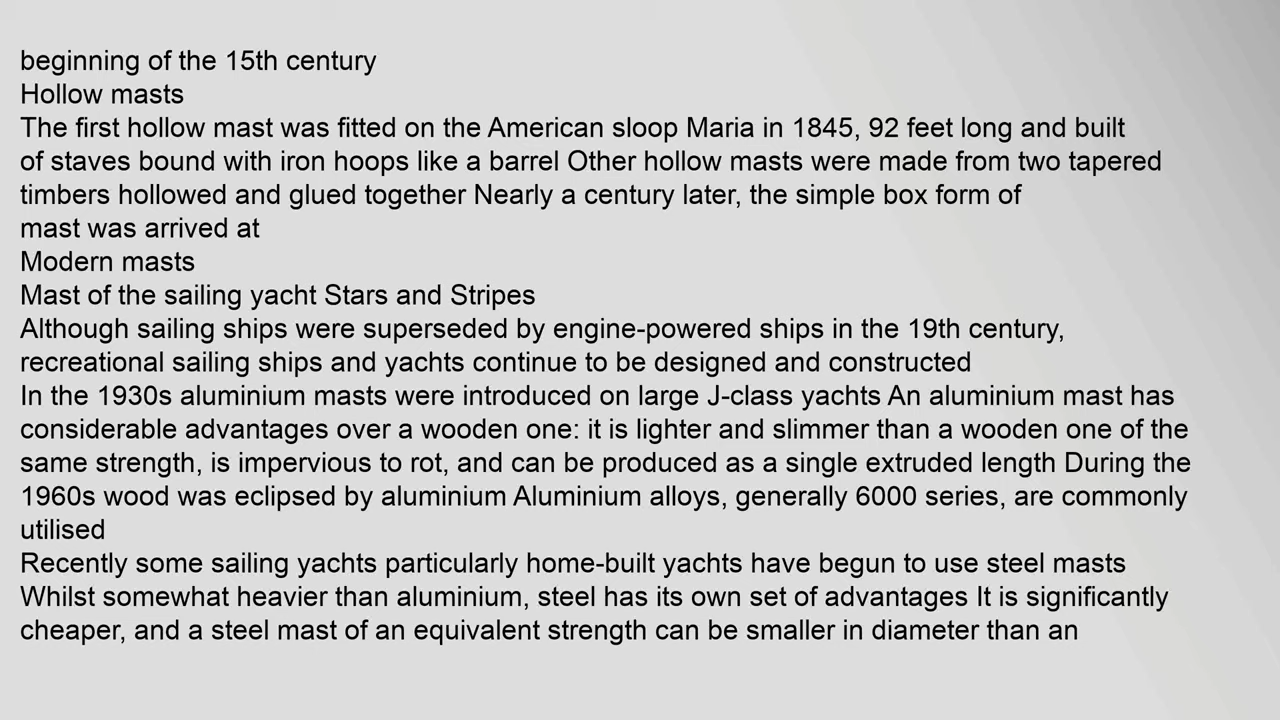 beginning of the 15th century
Hollow masts
The first hollow mast was fitted on the American sloop Maria in 1845, 92 feet long and built
of staves bound with iron hoops like a barrel Other hollow masts were made from two tapered
timbers hollowed and glued together Nearly a century later, the simple box form of
mast was arrived at
Modern masts
Mast of the sailing yacht Stars and Stripes
Although sailing ships were superseded by engine-powered ships in the 19th century,
recreational sailing ships and yachts continue to be designed and constructed
In the 1930s aluminium masts were introduced on large J-class yachts An aluminium mast has
considerable advantages over a wooden one: it is lighter and slimmer than a wooden one of the
same strength, is impervious to rot, and can be produced as a single extruded length During the
1960s wood was eclipsed by aluminium Aluminium alloys, generally 6000 series, are commonly
utilised
Recently some sailing yachts particularly home-built yachts have begun to use steel masts
Whilst somewhat heavier than aluminium, steel has its own set of advantages It is significantly
cheaper, and a steel mast of an equivalent strength can be smaller in diameter than an